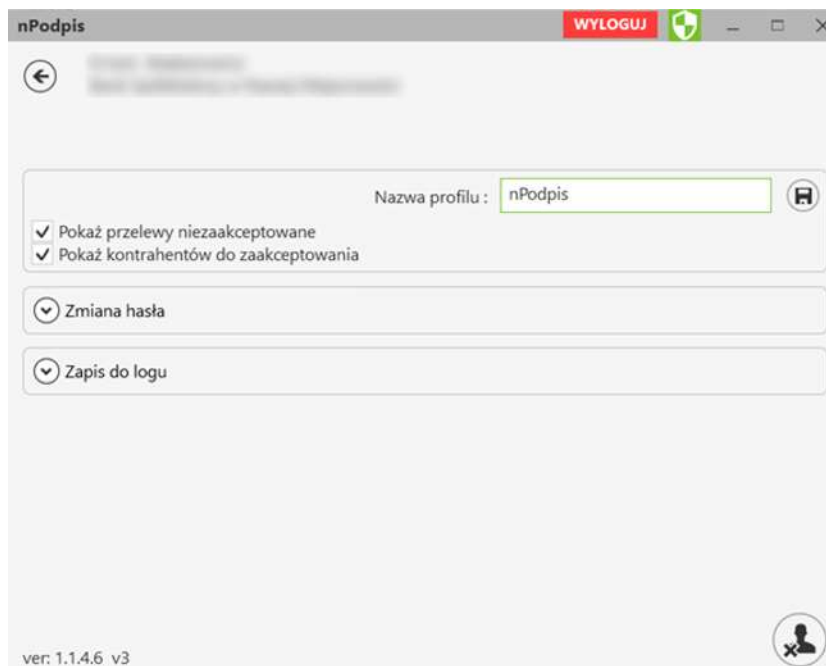 nPodpis WYLOGUJ
Nazwa profilu : nPodpis
Pokaż przelewy niezaakceptowane
Pokaż kontrahentów do zaakceptowania
Zmiana hasła
Zapis do logu
ver: 1.1.4.6 v3